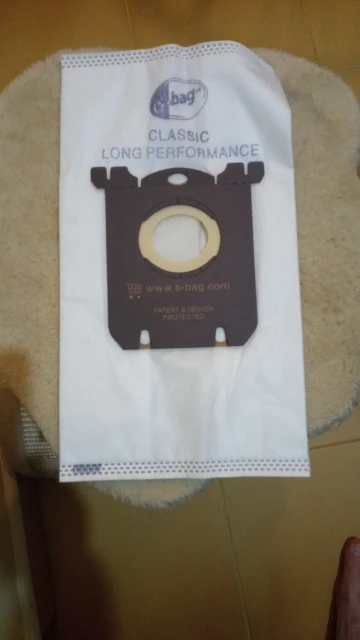 s-bag
CLASSIC
LONG PERFORMANCE
www.s-bag.com
PATENT & DESIGN
PROTECTED